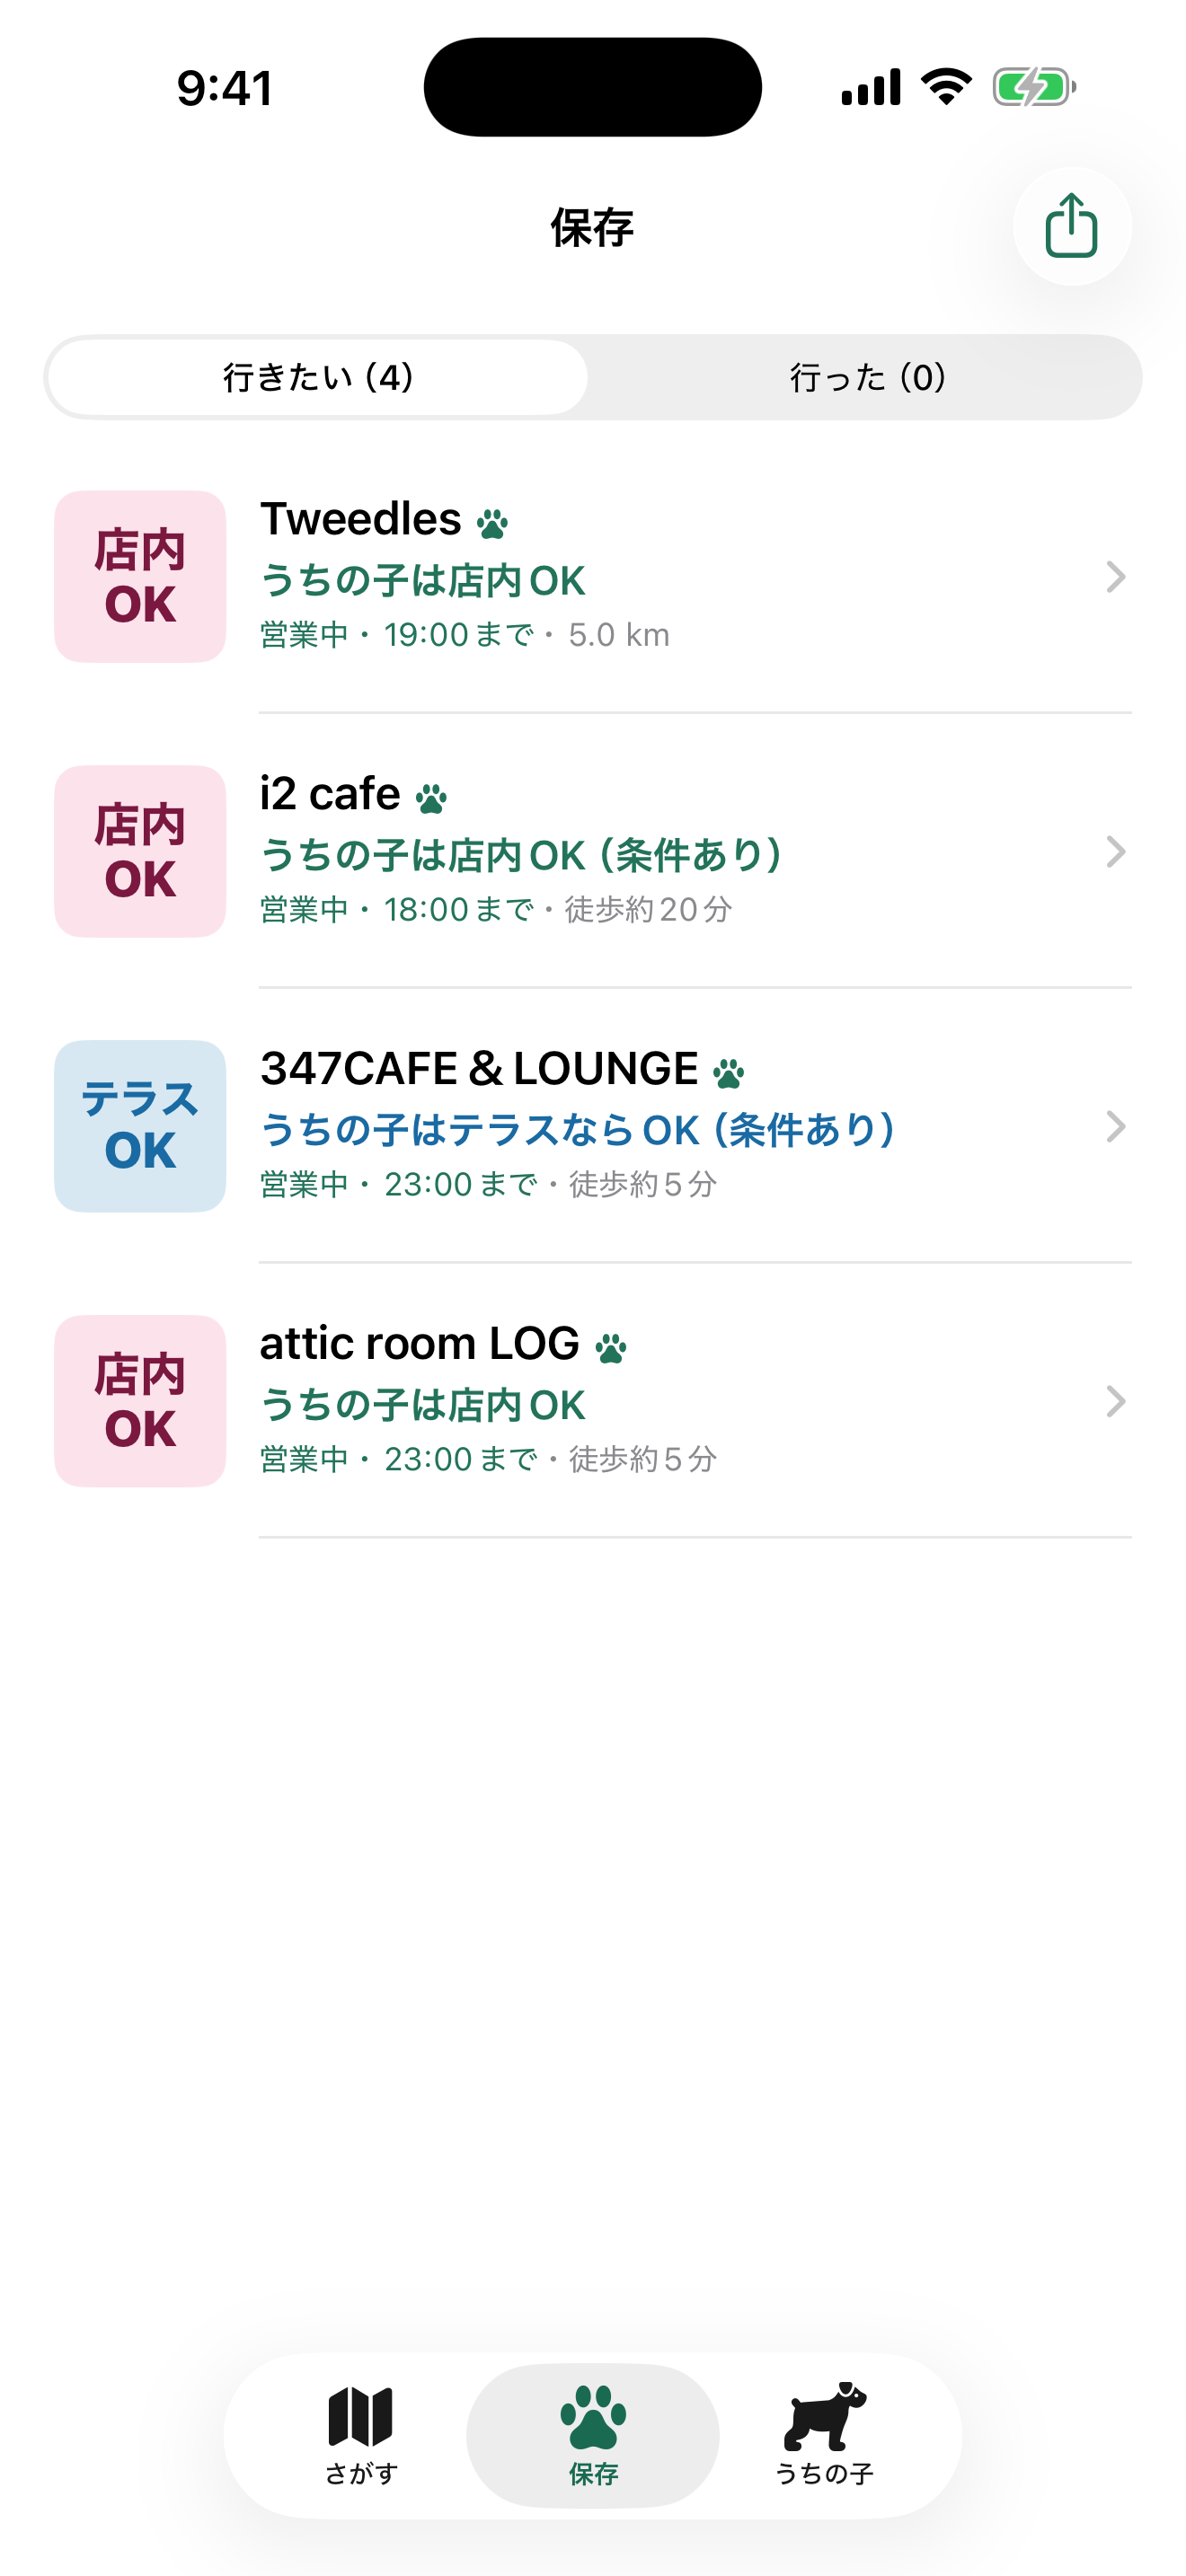 9:41
保存
行きたい（4）
行った（0）
店内
OK
Tweedles
うちの子は店内OK
営業中・19:00まで・5.0 km
店内
OK
i2 cafe
うちの子は店内OK（条件あり）
営業中・18:00まで・徒歩約20分
テラス
OK
347CAFE & LOUNGE
うちの子はテラスならOK（条件あり）
営業中・23:00まで・徒歩約5分
店内
OK
attic room LOG
うちの子は店内OK
営業中・23:00まで・徒歩約5分
さがす
保存
うちの子